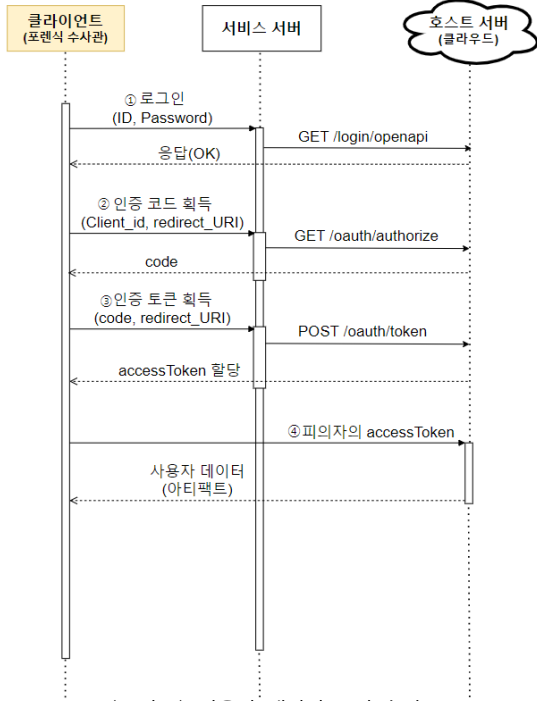 클라이언트
(포렌식 수사관)
서비스 서버
호스트 서버
(클라우드)
① 로그인
(ID, Password)
GET /login/openapi
응답(OK)
② 인증 코드 획득
(Client_id, redirect_URI)
GET /oauth/authorize
code
③인증 토큰 획득
(code, redirect_URI)
POST /oauth/token
accessToken 할당
④피의자의 accessToken
사용자 데이터
(아티팩트)